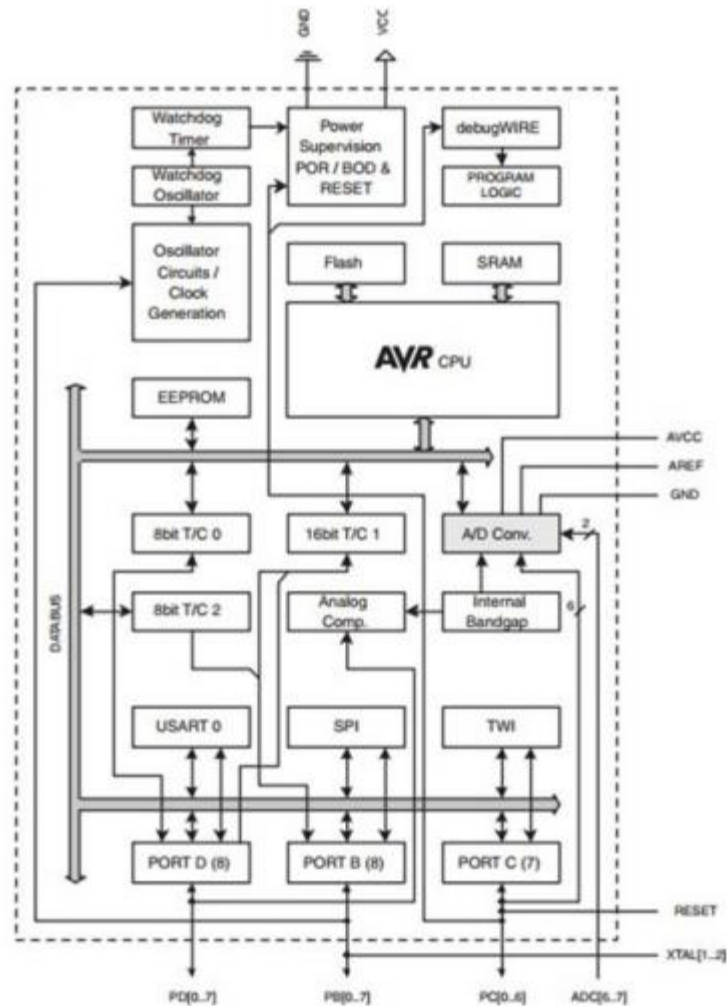 GND
VCC
Watchdog
Timer
Power
Supervision
POR / BOD &
RESET
debugWIRE
Watchdog
Oscillator
PROGRAM
LOGIC
Oscillator
Circuits /
Clock
Generation
Flash
SRAM
AVR CPU
EEPROM
AVCC
AREF
GND
8bit T/C 0
16bit T/C 1
A/D Conv.
2
8bit T/C 2
Analog
Comp.
Internal
Bandgap
6
DATABUS
USART 0
SPI
TWI
PORT D (8)
PORT B (8)
PORT C (7)
RESET
XTAL[1..2]
PD[0..7]
PB[0..7]
PC[0..6]
ADC[6..7]